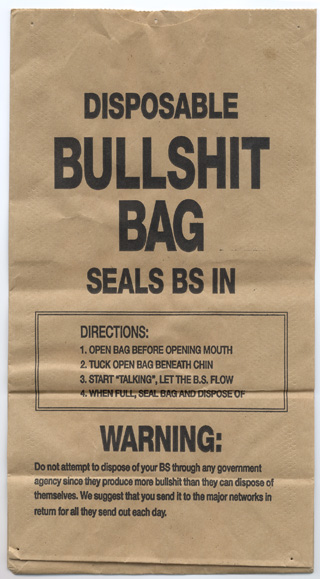 DISPOSABLE
BULLSHIT
BAG
SEALS BS IN
DIRECTIONS:
1. OPEN BAG BEFORE OPENING MOUTH
2. TUCK OPEN BAG BENEATH CHIN
3. START "TALKING", LET THE B.S. FLOW
4. WHEN FULL, SEAL BAG AND DISPOSE OF
WARNING:
Do not attempt to dispose of your BS through any government
agency since they produce more bullshit than they can dispose of
themselves. We suggest that you send it to the major networks in
return for all they send out each day.